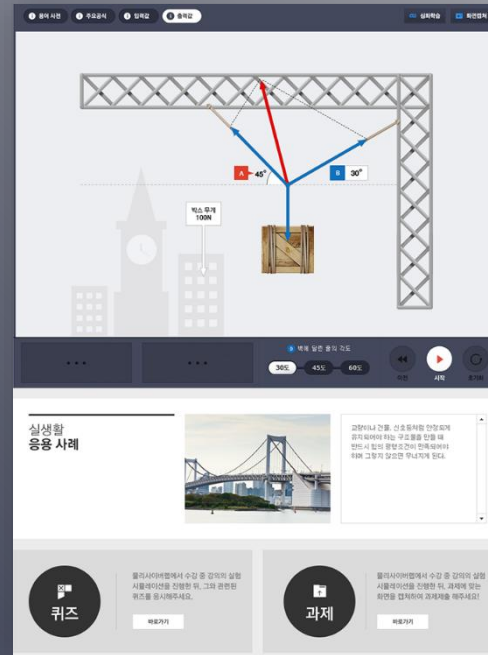 용어 사전
주요공식
입력값
출력값
심화학습
화면캡처
A
45°
B
30°
박스 무게
100N
B 벽에 달린 줄의 각도
30도
45도
60도
이전
시작
초기화
실생활
응용 사례
교량이나 건물, 신호등처럼 안정되게
유지되어야 하는 구조물을 만들 때
반드시 힘의 평형조건이 만족되어야
하며 그렇지 않으면 무너지게 된다.
퀴즈
물리사이버랩에서 수강 중 강의의 실험
시뮬레이션을 진행한 뒤, 그와 관련된
퀴즈를 응시해주세요.
바로가기
과제
물리사이버랩에서 수강 중 강의의 실험
시뮬레이션을 진행한 뒤, 과제에 맞는
화면을 캡처하여 과제제출 해주세요!
바로가기